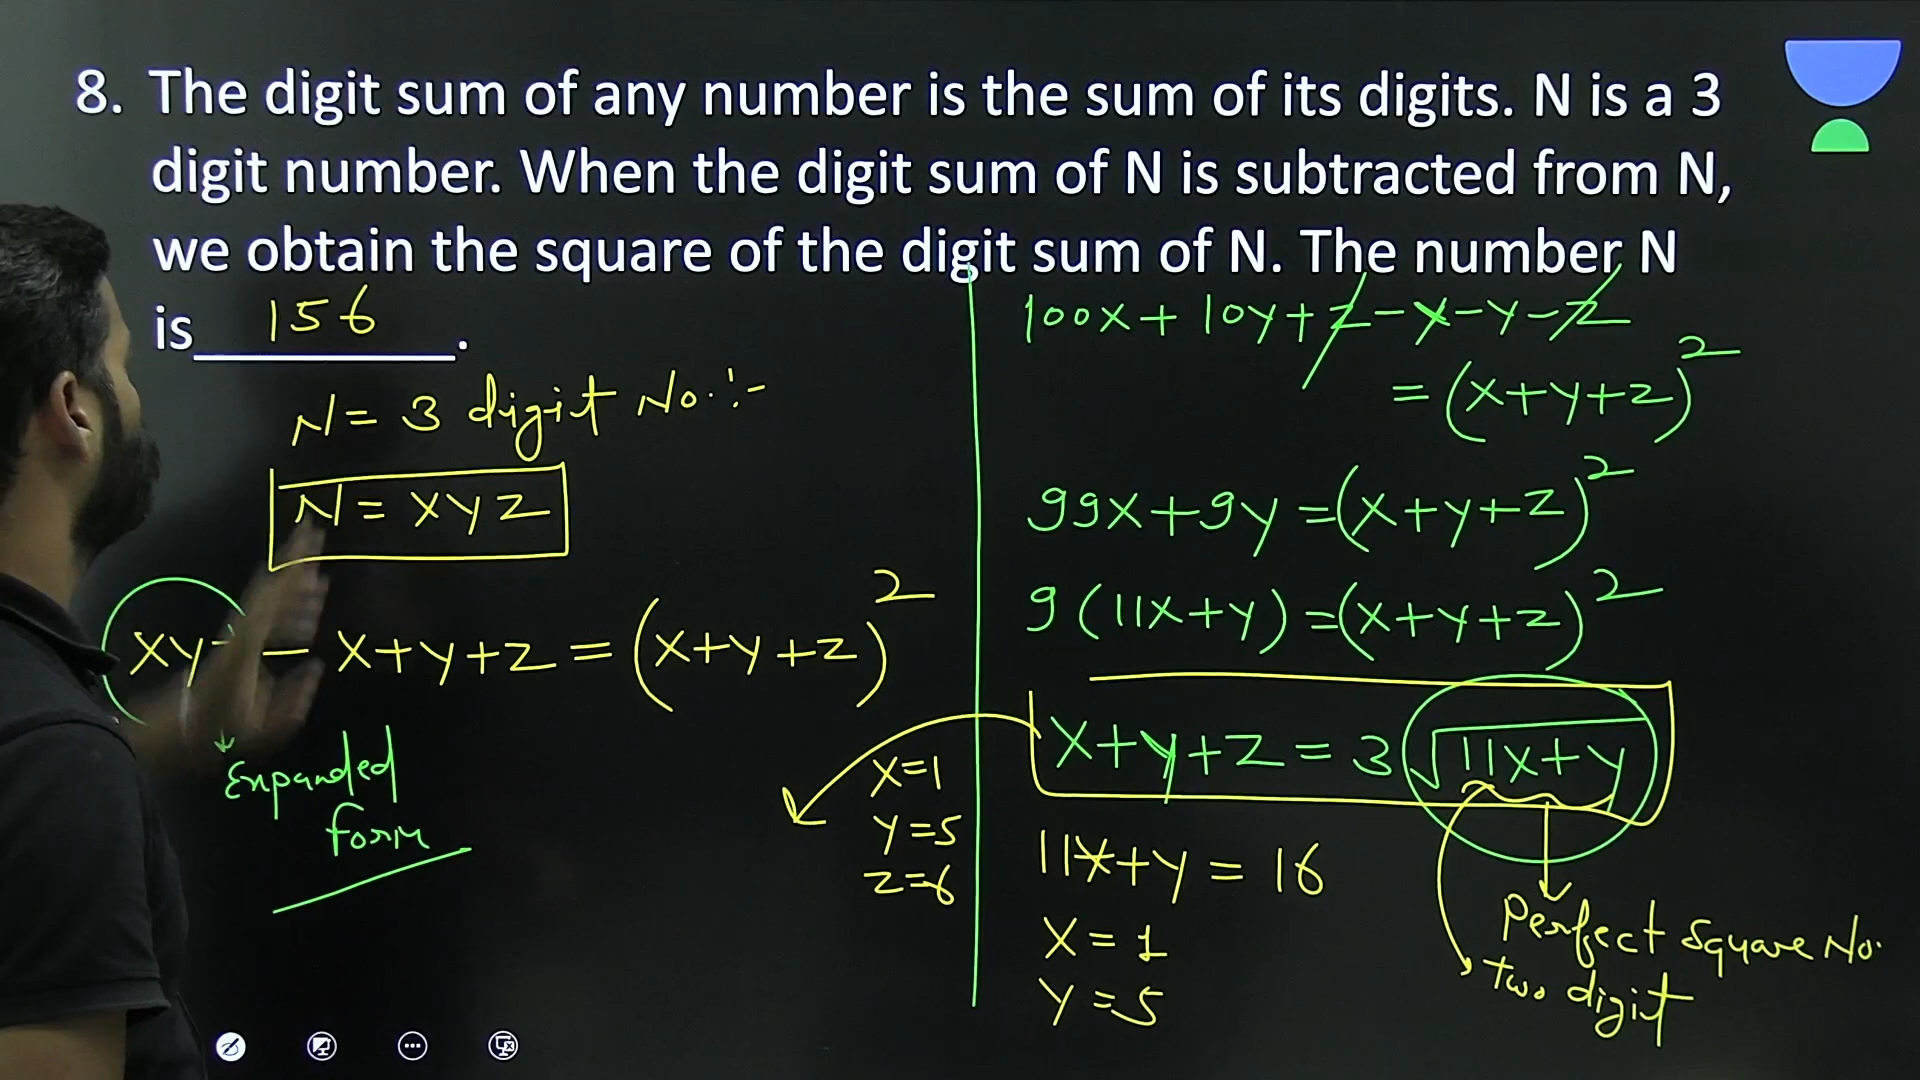 8. The digit sum of any number is the sum of its digits. N is a 3
digit number. When the digit sum of N is subtracted from N,
we obtain the square of the digit sum of N. The number N
is 156.
N = 3 digit No. :-
N = XYZ
XY - X+Y+Z = (X+Y+Z)²
Expanded
form
X=1
Y=5
Z=6
100X + 10Y + Z - X - Y - Z
= (X+Y+Z)²
99X + 9Y = (X+Y+Z)²
9 (11X+Y) = (X+Y+Z)²
X+Y+Z = 3 √11X+Y
11X+Y = 16
X = 1
Y = 5
Perfect Square No.
two digit